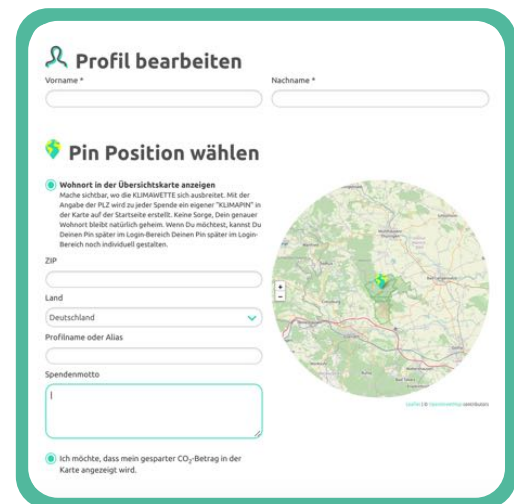 Profil bearbeiten
Vorname *
Nachname *
Pin Position wählen
Wohnort in der Übersichtskarte anzeigen
Mache sichtbar, wo die KLIMAWETTE sich ausbreitet. Mit der
Angabe der PLZ wird zu jeder Spende ein eigener "KLIMAPIN" in
der Karte auf der Startseite erstellt. Keine Sorge, Dein genauer
Wohnort bleibt natürlich geheim. Wenn Du möchtest, kannst Du
Deinen Pin später im Login-Bereich Deinen Pin später im Login-
Bereich noch individuell gestalten.
ZIP
Land
Deutschland
Profilname oder Alias
Spendenmotto
Ich möchte, dass mein gesparter CO₂-Betrag in der
Karte angezeigt wird.
+
−
Leaflet | © OpenStreetMap contributors